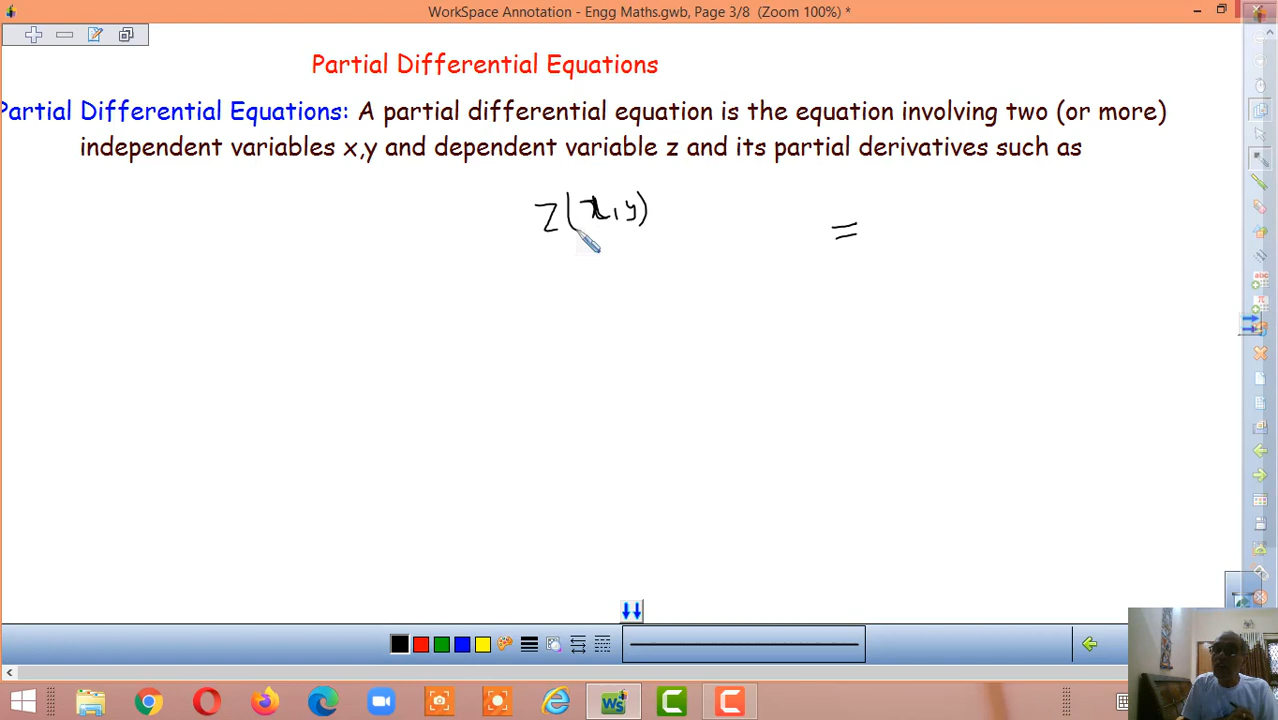 WorkSpace Annotation - Engg Maths.gwb, Page 3/8 (Zoom 100%) *
Partial Differential Equations
Partial Differential Equations: A partial differential equation is the equation involving two (or more)
independent variables x,y and dependent variable z and its partial derivatives such as
z(x,y) =